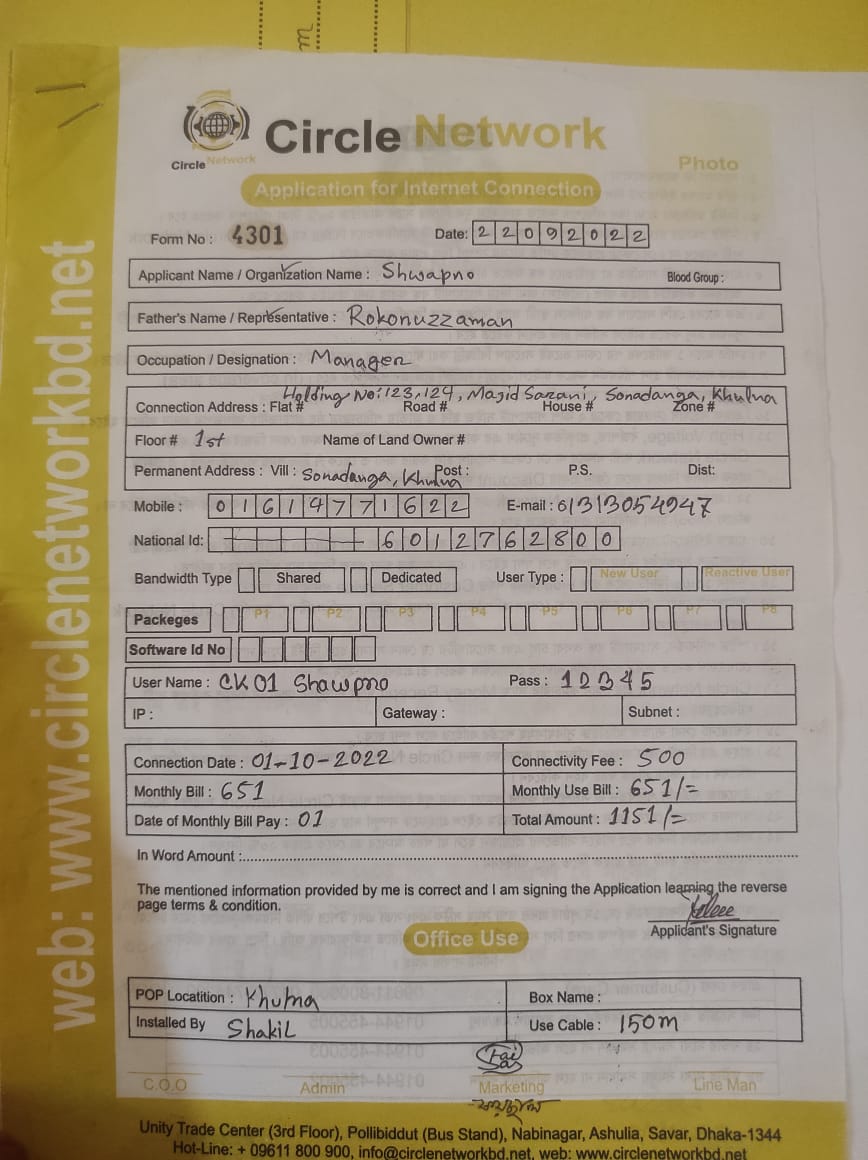 Circle Network
Circle Network
Photo
Application for Internet Connection
Form No : 4301 Date: 22092022
Applicant Name / Organization Name : Shwapno Blood Group :
Father's Name / Representative : Rokonuzzaman
Occupation / Designation : Manager
Holding No: 123, 124, Majid Sarani, Sonadanga, Khulna
Connection Address : Flat # Road # House # Zone #
Floor # 1st Name of Land Owner #
Permanent Address : Vill : Sonadanga, Khulna Post : P.S. Dist:
Mobile : 01614771622 E-mail : 61313054947
National Id: 6012762800
Bandwidth Type Shared Dedicated User Type : New User Reactive User
Packeges P1 P2 P3 P4 P5 P6 P7 P8
Software Id No
User Name : CK01 Shawpno Pass : 12345
IP : Gateway : Subnet :
Connection Date : 01-10-2022 Connectivity Fee : 500
Monthly Bill : 651 Monthly Use Bill : 651/=
Date of Monthly Bill Pay : 01 Total Amount : 1151/=
In Word Amount :
The mentioned information provided by me is correct and I am signing the Application learning the reverse
page terms & condition.
Applicant's Signature
Office Use
POP Locatition : Khulna Box Name :
Installed By Shakil Use Cable : 150m
C.O.O Admin Marketing Line Man
Unity Trade Center (3rd Floor), Pollibiddut (Bus Stand), Nabinagar, Ashulia, Savar, Dhaka-1344
Hot-Line: + 09611 800 900, info@circlenetworkbd.net, web: www.circlenetworkbd.net
web: www.circlenetworkbd.net